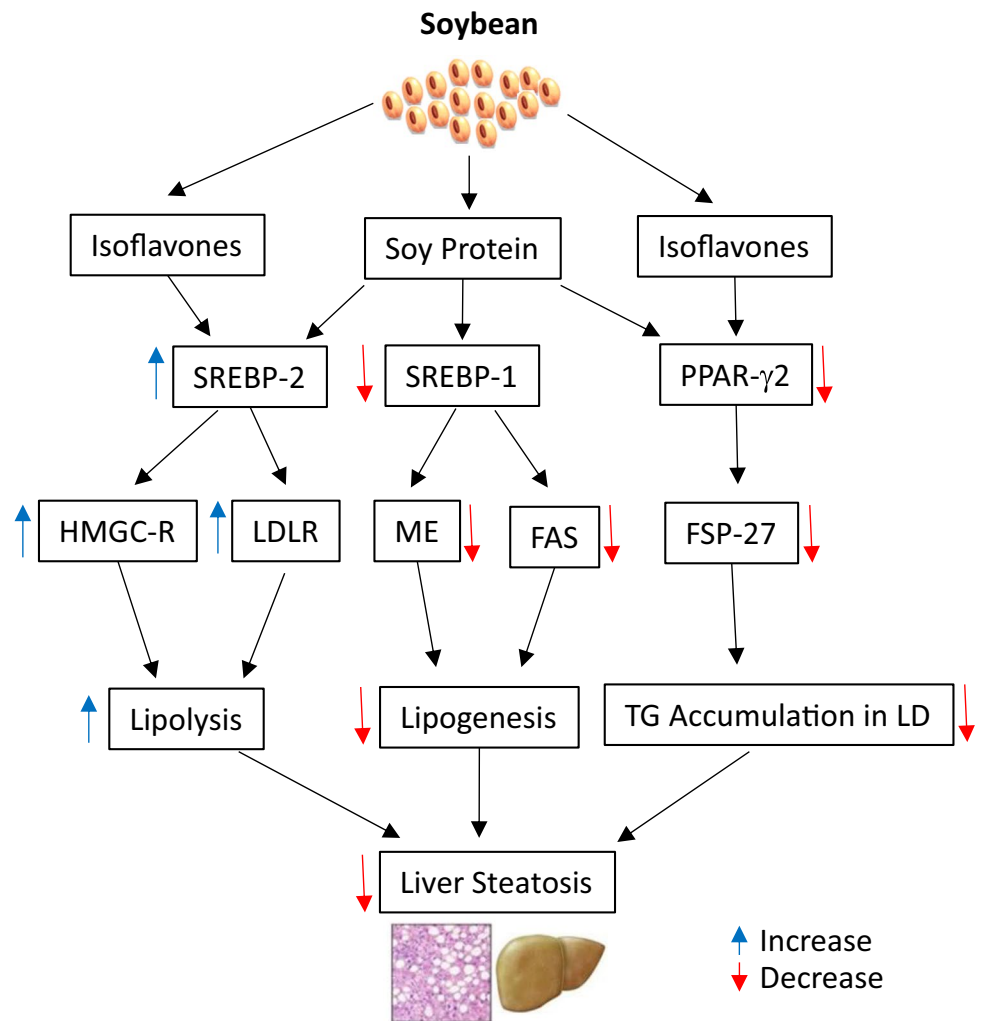 Soybean
Isoflavones
Soy Protein
Isoflavones
SREBP-2
SREBP-1
PPAR-γ2
HMGC-R
LDLR
ME
FAS
FSP-27
Lipolysis
Lipogenesis
TG Accumulation in LD
Liver Steatosis
Increase
Decrease